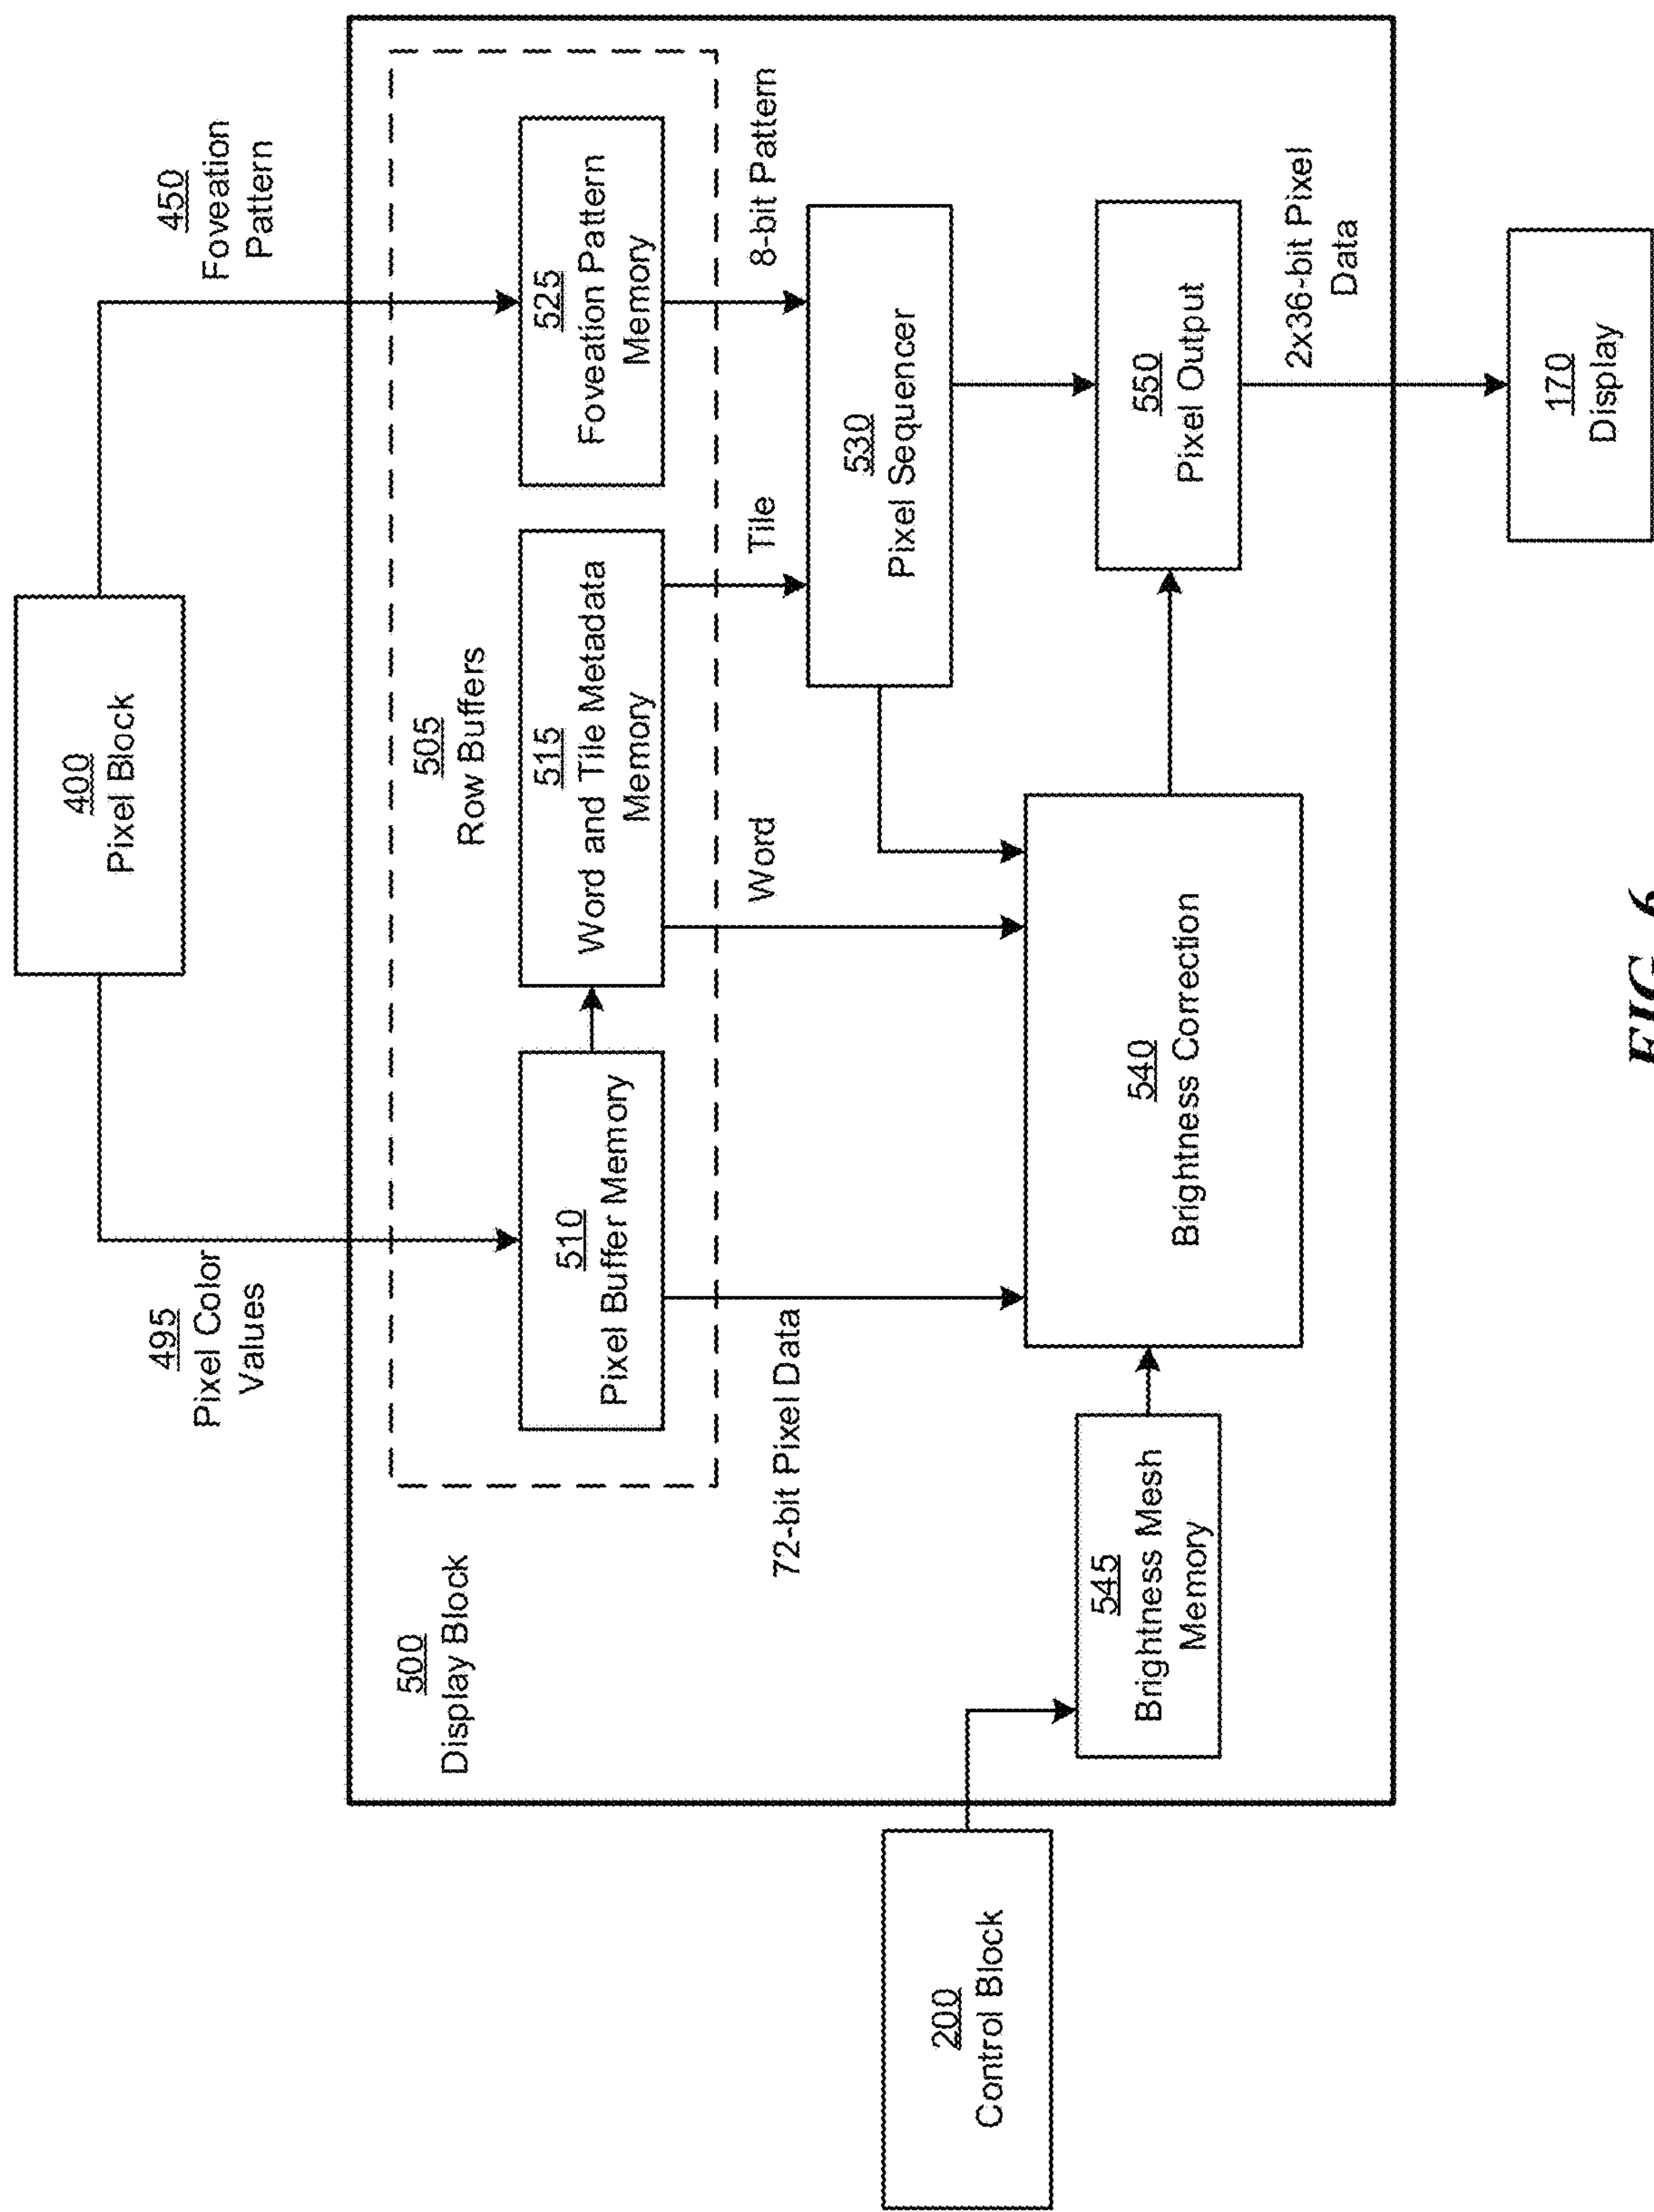 400
Pixel Block
495
Pixel Color
Values
450
Foveation
Pattern
500
Display Block
505
Row Buffers
510
Pixel Buffer Memory
515
Word and Tile Metadata
Memory
525
Foveation Pattern
Memory
72-bit Pixel Data
Word
Tile
8-bit Pattern
530
Pixel Sequencer
200
Control Block
545
Brightness Mesh
Memory
540
Brightness Correction
550
Pixel Output
2x36-bit Pixel
Data
170
Display
FIG. 6